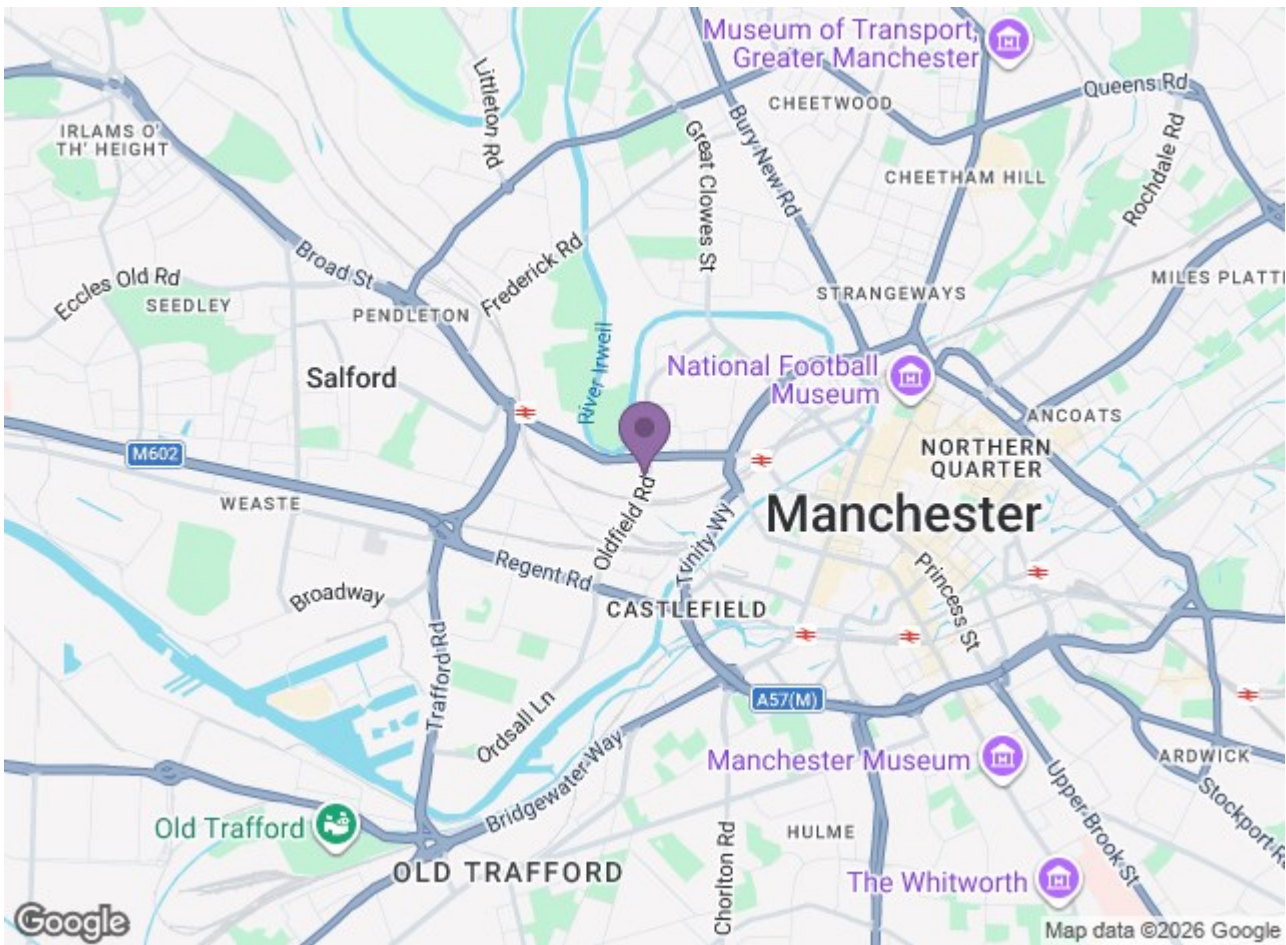 Museum of Transport,
Greater Manchester
CHEETWOOD
Queens Rd
Littleton Rd
IRLAMS O'
TH' HEIGHT
Great Clowes St
Bury New Rd
Rochdale Rd
CHEETHAM HILL
Broad St
Frederick Rd
Eccles Old Rd
SEEDLEY
PENDLETON
STRANGEWAYS
MILES PLATTI
River Irwell
National Football
Museum
Salford
ANCOATS
M602
NORTHERN
QUARTER
WEASTE
Oldfield Rd
Trinity Wy
Manchester
Regent Rd
Princess St
Broadway
CASTLEFIELD
Trafford Rd
Ordsall Ln
A57(M)
Bridgewater Way
Manchester Museum
ARDWICK
Upper Brook St
Stockport Rd
Old Trafford
HULME
OLD TRAFFORD
Chorlton Rd
The Whitworth
Google
Map data ©2026 Google